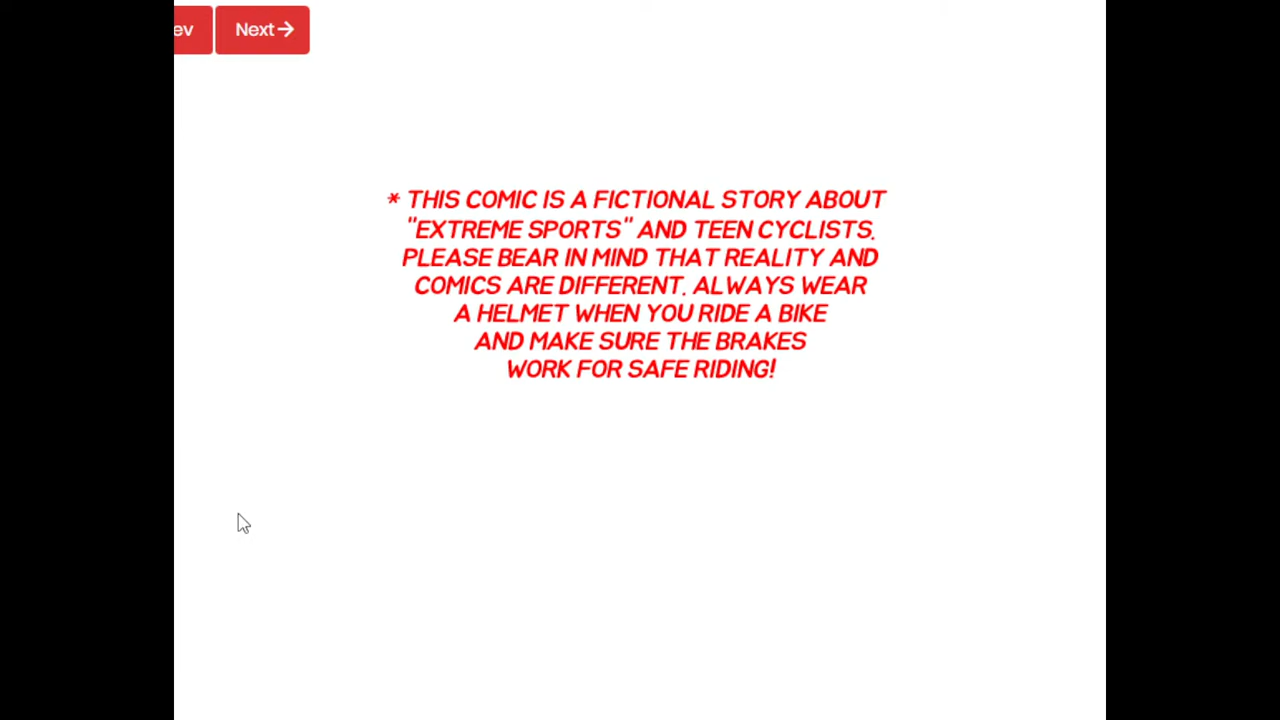 ev Next→
* THIS COMIC IS A FICTIONAL STORY ABOUT
"EXTREME SPORTS" AND TEEN CYCLISTS.
PLEASE BEAR IN MIND THAT REALITY AND
COMICS ARE DIFFERENT. ALWAYS WEAR
A HELMET WHEN YOU RIDE A BIKE
AND MAKE SURE THE BRAKES
WORK FOR SAFE RIDING!